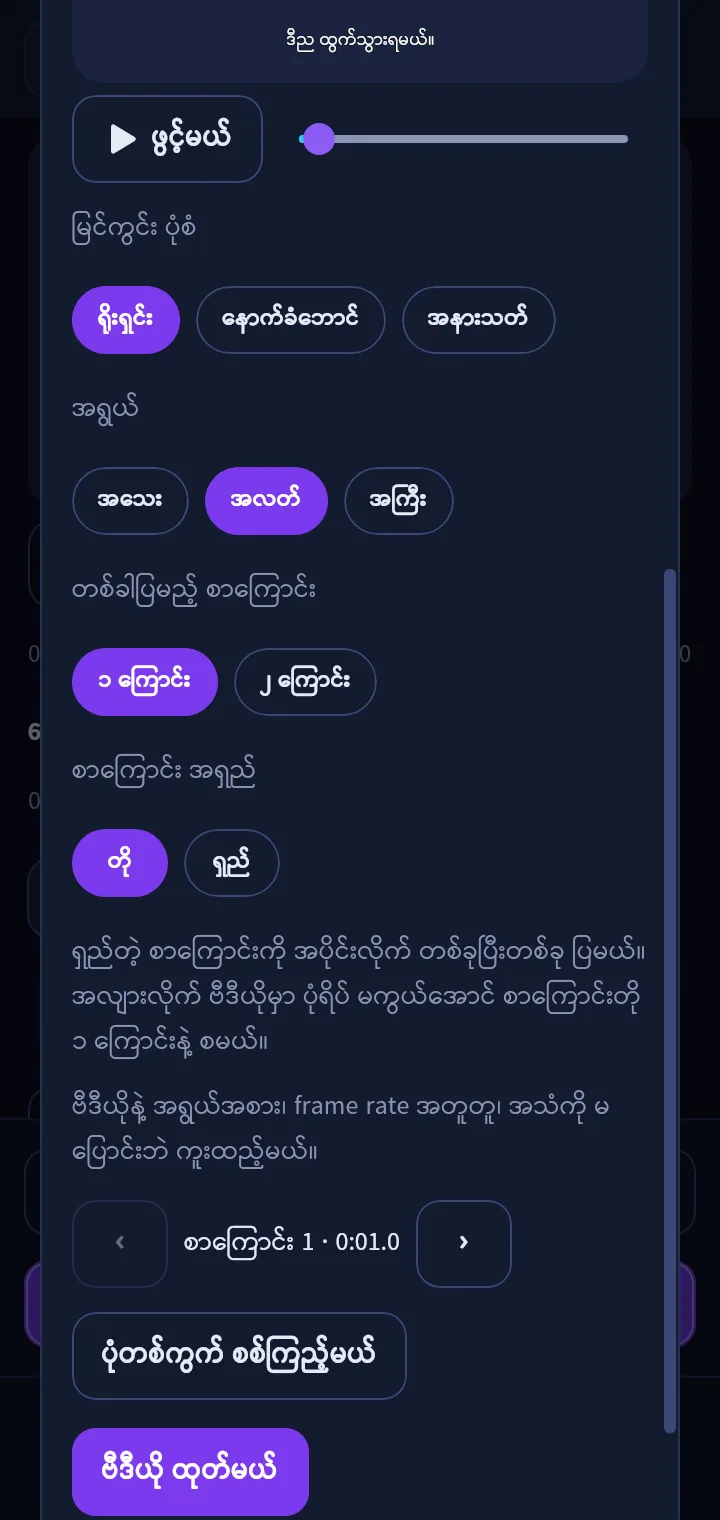 ဒီည ထွက်သွားရမယ်။
ဖွင့်မယ်
မြင်ကွင်း ပုံစံ
ရိုးရှင်း နောက်ခံဘောင် အနားသတ်
အရွယ်
အသေး အလတ် အကြီး
တစ်ခါပြမည့် စာကြောင်း
၁ ကြောင်း ၂ ကြောင်း
စာကြောင်း အရှည်
တို ရှည်
ရှည်တဲ့ စာကြောင်းကို အပိုင်းလိုက် တစ်ခုပြီးတစ်ခု ပြမယ်။
အလျားလိုက် ဗီဒီယိုမှာ ပုံရိပ် မကွယ်အောင် စာကြောင်းတို
၁ ကြောင်းနဲ့ စမယ်။
ဗီဒီယိုနဲ့ အရွယ်အစား၊ frame rate အတူတူ၊ အသံကို မ
ပြောင်းဘဲ ကူးထည့်မယ်။
‹ စာကြောင်း 1 · 0:01.0 ›
ပုံတစ်ကွက် စစ်ကြည့်မယ်
ဗီဒီယို ထုတ်မယ်
0
0
6
0